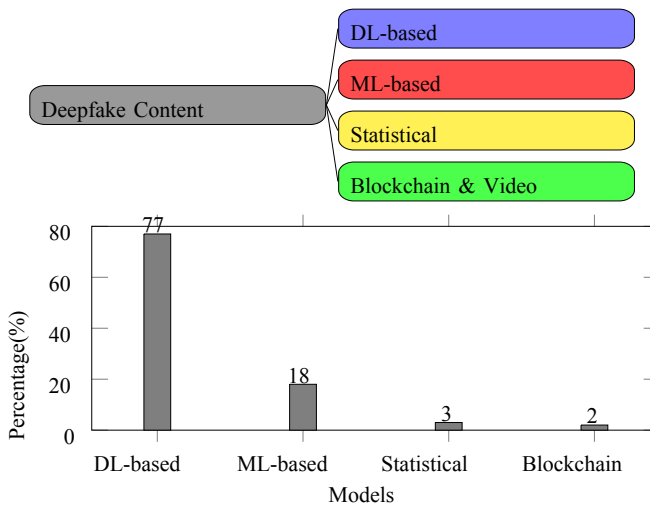 DL-based
ML-based
Deepfake Content
Statistical
Blockchain & Video
80
77
60
40
20
18
3
2
0
Percentage(%)
DL-based ML-based Statistical Blockchain
Models